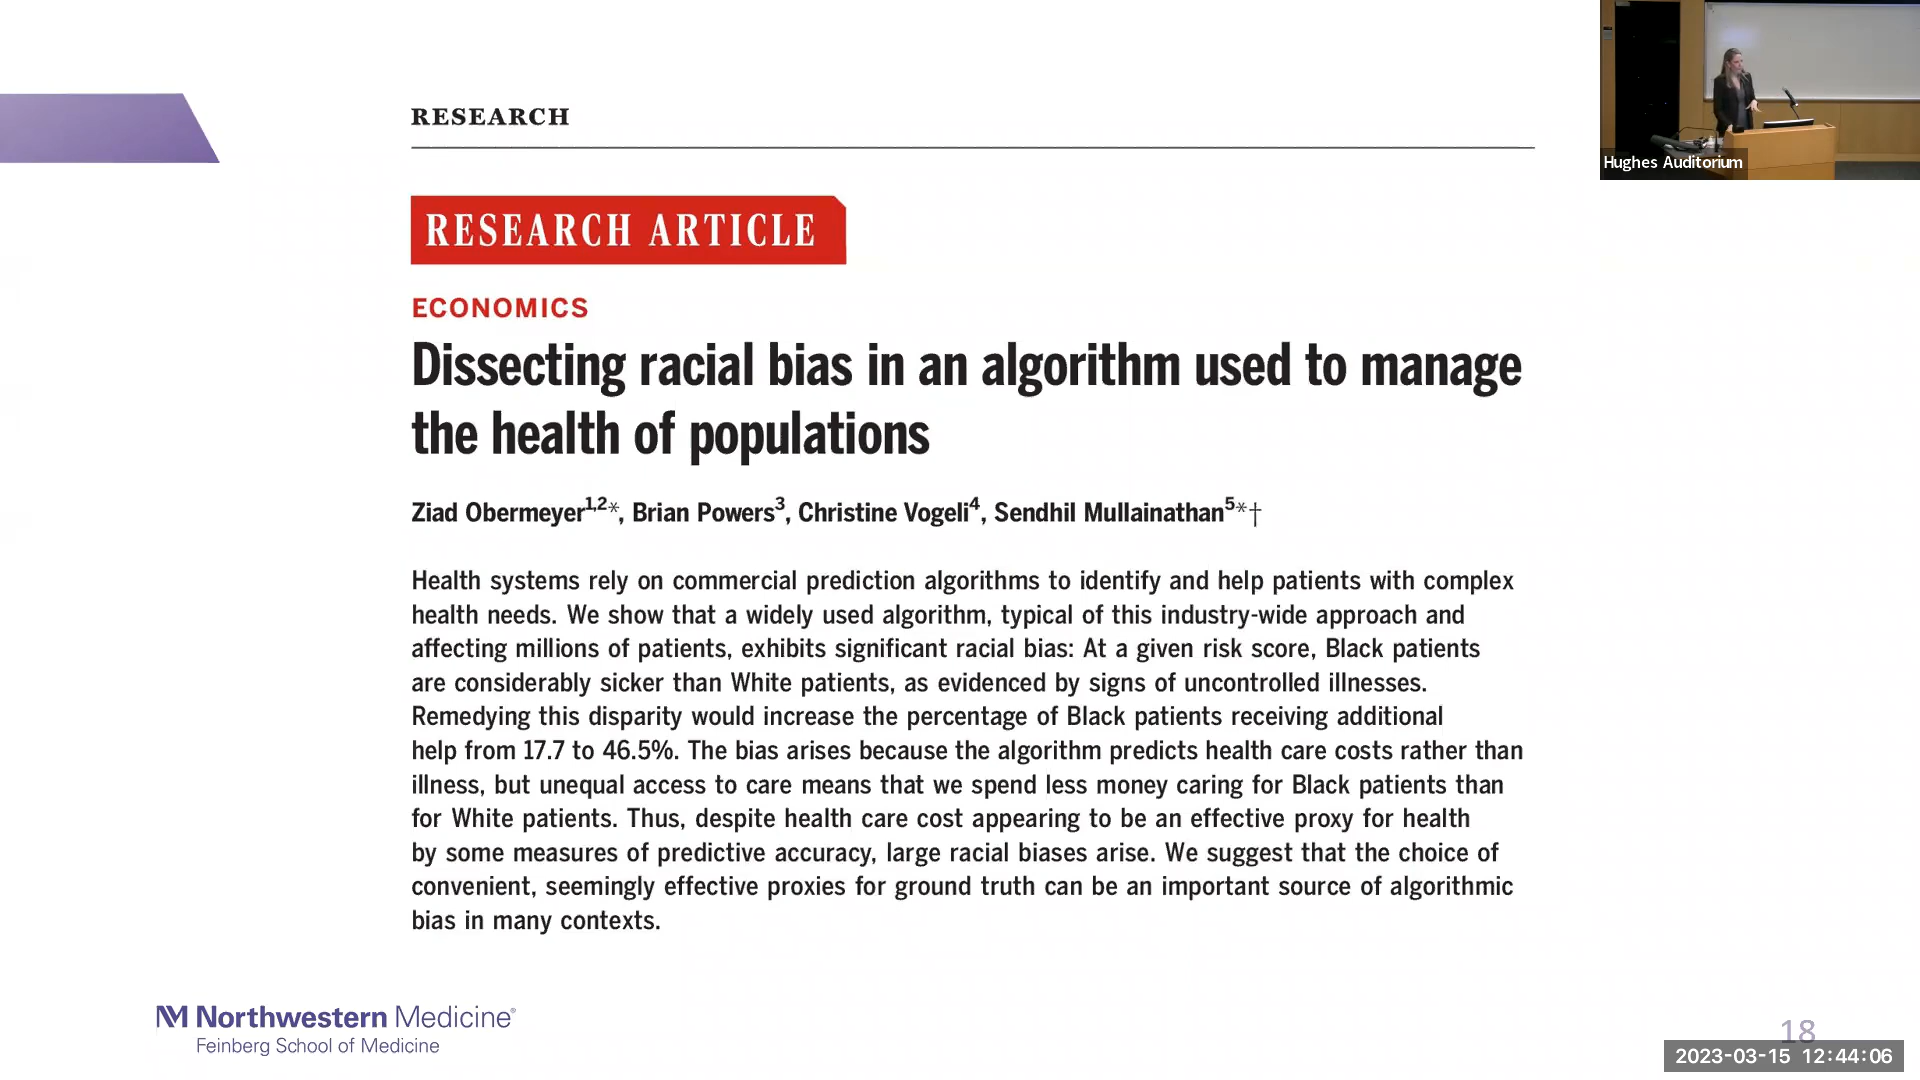 RESEARCH
RESEARCH ARTICLE
ECONOMICS
Dissecting racial bias in an algorithm used to manage
the health of populations
Ziad Obermeyer1,2*, Brian Powers3, Christine Vogeli4, Sendhil Mullainathan5*†
Health systems rely on commercial prediction algorithms to identify and help patients with complex
health needs. We show that a widely used algorithm, typical of this industry-wide approach and
affecting millions of patients, exhibits significant racial bias: At a given risk score, Black patients
are considerably sicker than White patients, as evidenced by signs of uncontrolled illnesses.
Remedying this disparity would increase the percentage of Black patients receiving additional
help from 17.7 to 46.5%. The bias arises because the algorithm predicts health care costs rather than
illness, but unequal access to care means that we spend less money caring for Black patients than
for White patients. Thus, despite health care cost appearing to be an effective proxy for health
by some measures of predictive accuracy, large racial biases arise. We suggest that the choice of
convenient, seemingly effective proxies for ground truth can be an important source of algorithmic
bias in many contexts.
Hughes Auditorium
Northwestern Medicine®
Feinberg School of Medicine
18
2023-03-15 12:44:06